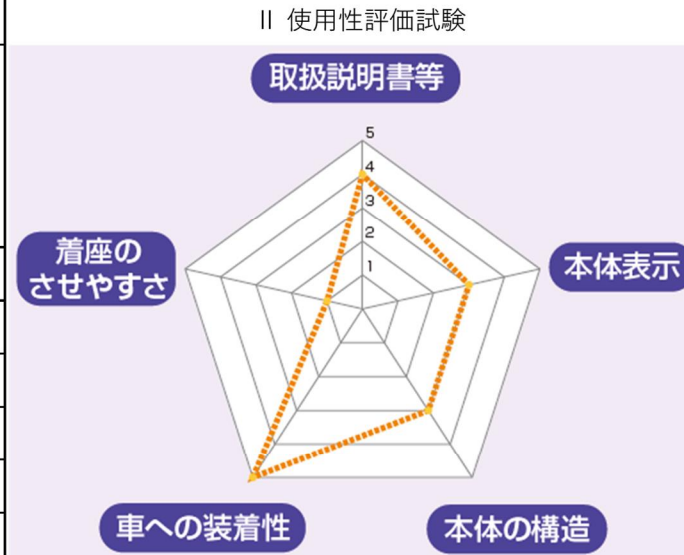 II 使用性評価試験
取扱説明書等
5
4
3
2
1
着座の
させやすさ
本体表示
車への装着性
本体の構造